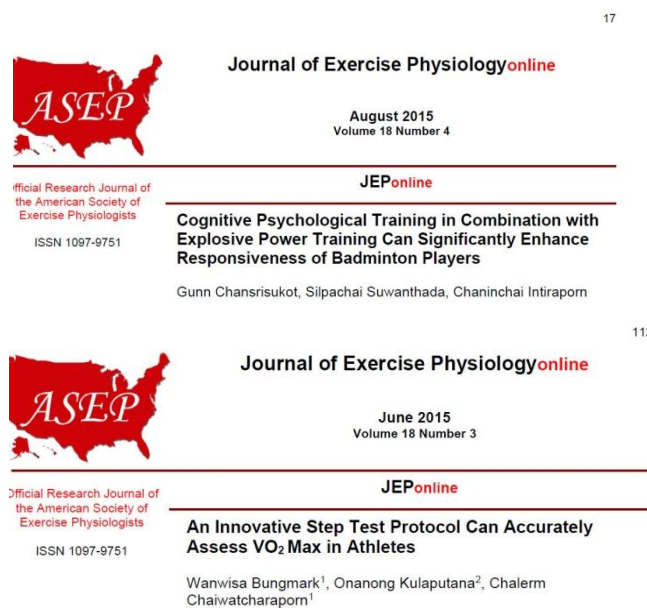 17
Journal of Exercise Physiologyonline
August 2015
Volume 18 Number 4
ASEP
JEPonline
Official Research Journal of
the American Society of
Exercise Physiologists
ISSN 1097-9751
Cognitive Psychological Training in Combination with
Explosive Power Training Can Significantly Enhance
Responsiveness of Badminton Players
Gunn Chansrisukot, Silpachai Suwanthada, Chaninchai Intiraporn
112
Journal of Exercise Physiologyonline
June 2015
Volume 18 Number 3
ASEP
JEPonline
Official Research Journal of
the American Society of
Exercise Physiologists
ISSN 1097-9751
An Innovative Step Test Protocol Can Accurately
Assess VO₂ Max in Athletes
Wanwisa Bungmark¹, Onanong Kulaputana², Chalerm
Chaiwatcharaporn¹